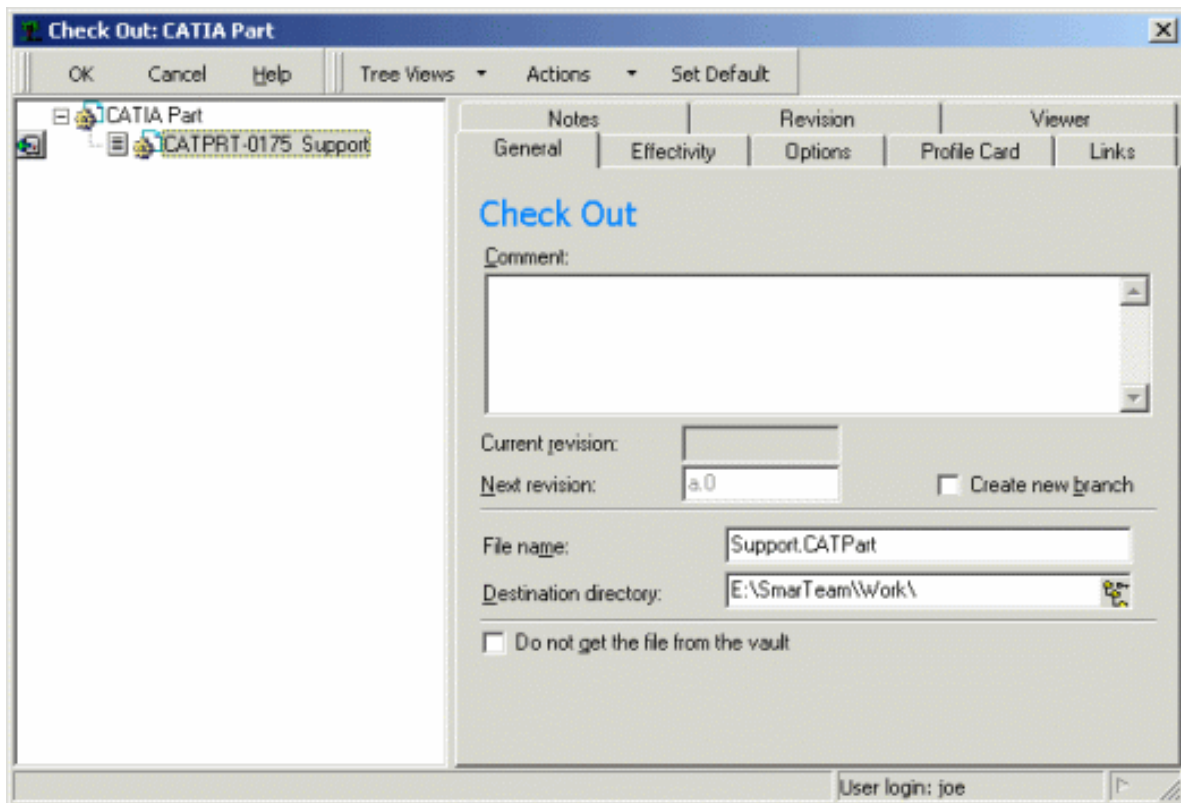 Check Out: CATIA Part
OK Cancel Help Tree Views Actions Set Default
CATIA Part
CATPRT-0175 Support
Notes Revision Viewer
General Effectivity Options Profile Card Links
Check Out
Comment:
Current revision:
Next revision: a.0 Create new branch
File name: Support.CATPart
Destination directory: E:\SmarTeam\Work\
Do not get the file from the vault
User login: joe